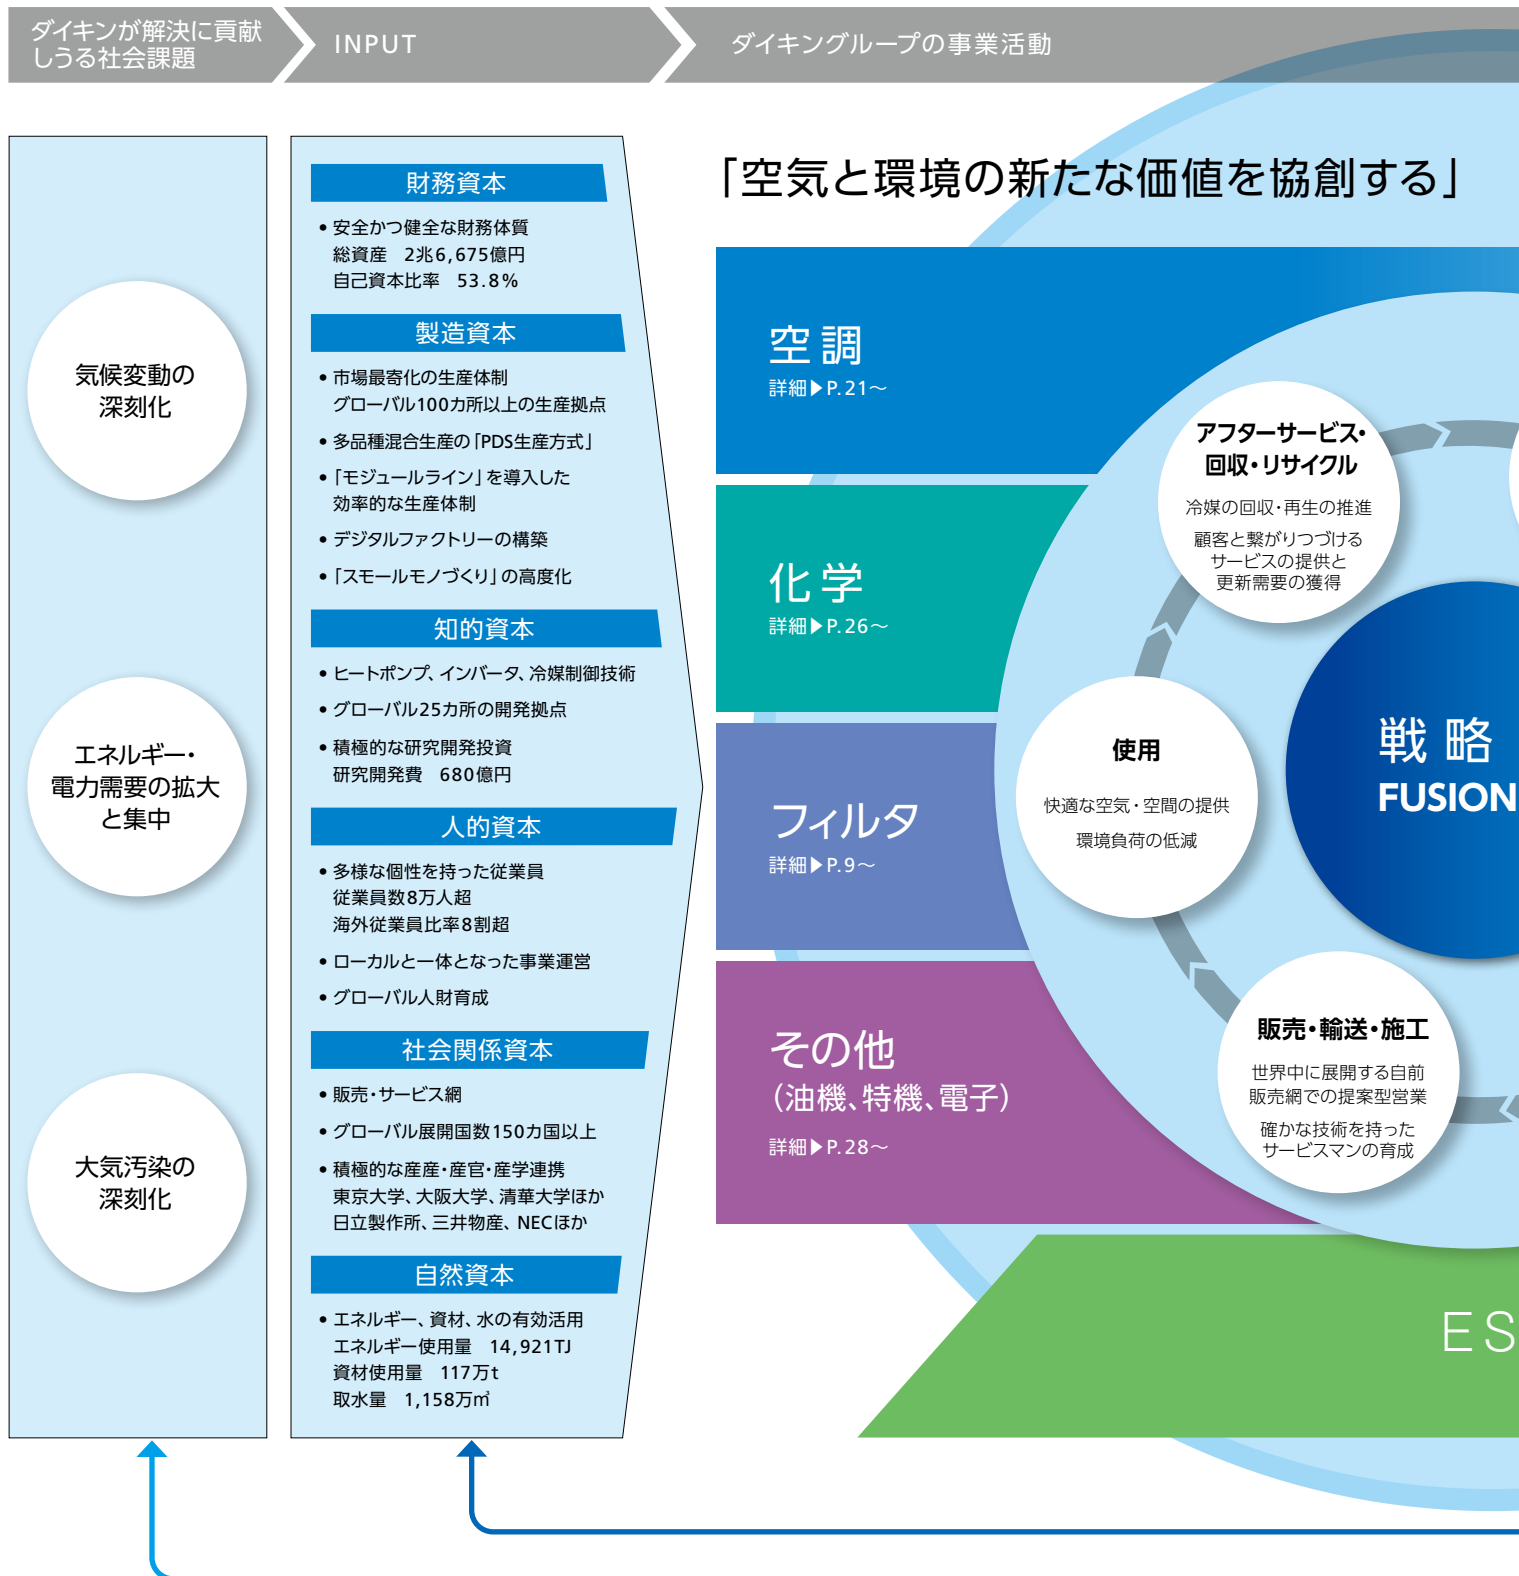 ダイキンが解決に貢献
しうる社会課題
INPUT
ダイキングループの事業活動
気候変動の
深刻化
エネルギー・
電力需要の拡大
と集中
大気汚染の
深刻化
財務資本
• 安全かつ健全な財務体質
総資産 2兆6,675億円
自己資本比率 53.8%
製造資本
• 市場最寄化の生産体制
グローバル100カ所以上の生産拠点
• 多品種混合生産の「PDS生産方式」
• 「モジュールライン」を導入した
効率的な生産体制
• デジタルファクトリーの構築
• 「スモールモノづくり」の高度化
知的資本
• ヒートポンプ、インバータ、冷媒制御技術
• グローバル25カ所の開発拠点
• 積極的な研究開発投資
研究開発費 680億円
人的資本
• 多様な個性を持った従業員
従業員数8万人超
海外従業員比率8割超
• ローカルと一体となった事業運営
• グローバル人財育成
社会関係資本
• 販売・サービス網
• グローバル展開国数150カ国以上
• 積極的な産産・産官・産学連携
東京大学、大阪大学、清華大学ほか
日立製作所、三井物産、NECほか
自然資本
• エネルギー、資材、水の有効活用
エネルギー使用量 14,921TJ
資材使用量 117万t
取水量 1,158万㎥
「空気と環境の新たな価値を協創する」
空調
詳細▶P.21〜
化学
詳細▶P.26〜
フィルタ
詳細▶P.9〜
その他
（油機、特機、電子）
詳細▶P.28〜
アフターサービス・
回収・リサイクル
冷媒の回収・再生の推進
顧客と繋がりつづける
サービスの提供と
更新需要の獲得
使用
快適な空気・空間の提供
環境負荷の低減
販売・輸送・施工
世界中に展開する自前
販売網での提案型営業
確かな技術を持った
サービスマンの育成
戦略
FUSION
ES